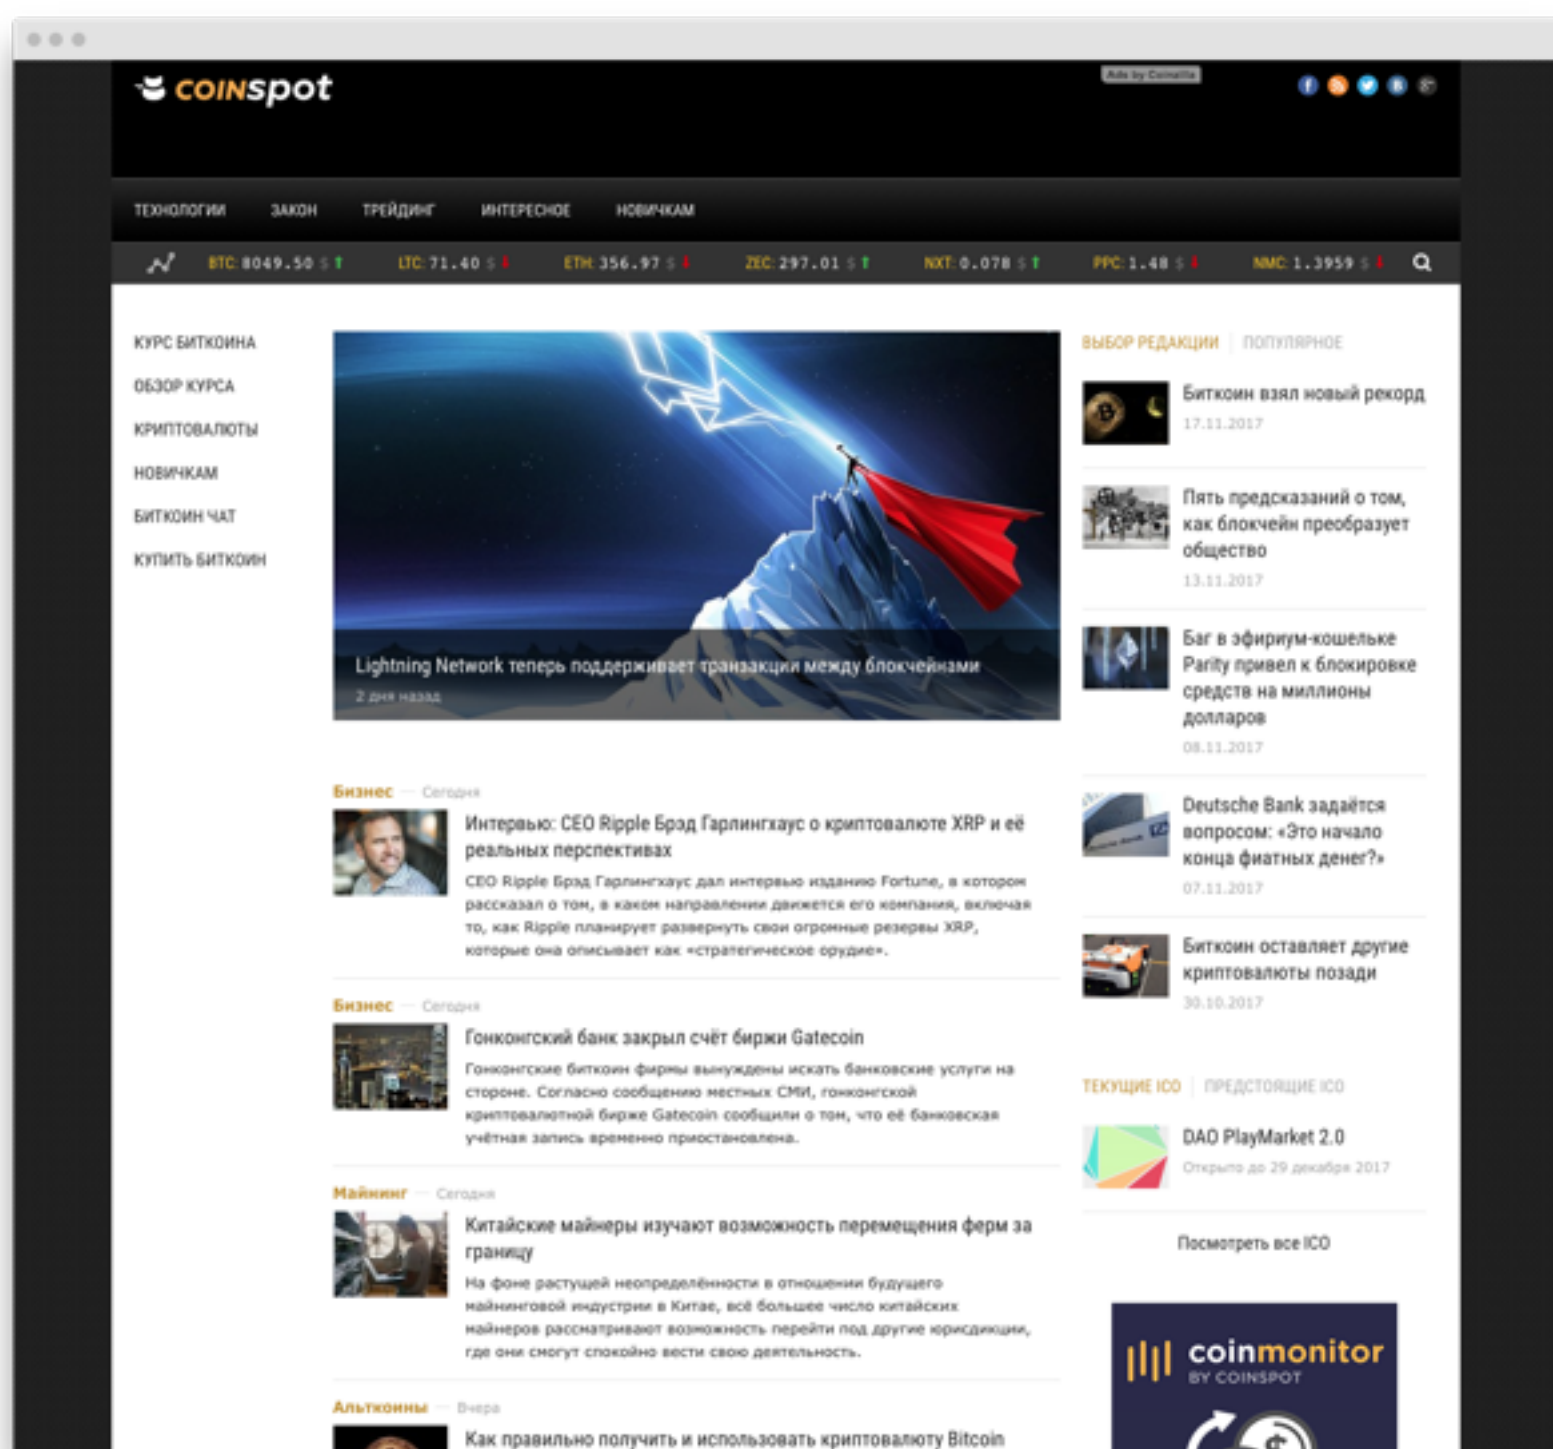 coinspot
Ads by Coinzilla
ТЕХНОЛОГИИ ЗАКОН ТРЕЙДИНГ ИНТЕРЕСНОЕ НОВИЧКАМ
BTC: 8049.50 $ LTC: 71.40 $ ETH: 356.97 $ ZEC: 297.01 $ NXT: 0.078 $ PPC: 1.48 $ NMC: 1.3959 $
КУРС БИТКОИНА
ОБЗОР КУРСА
КРИПТОВАЛЮТЫ
НОВИЧКАМ
БИТКОИН ЧАТ
КУПИТЬ БИТКОИН
Lightning Network теперь поддерживает транзакции между блокчейнами
2 дня назад
Бизнес — Сегодня
Интервью: CEO Ripple Брэд Гарлингхаус о криптовалюте XRP и её
реальных перспективах
CEO Ripple Брэд Гарлингхаус дал интервью изданию Fortune, в котором
рассказал о том, в каком направлении движется его компания, включая
то, как Ripple планирует развернуть свои огромные резервы XRP,
которые она описывает как «стратегическое орудие».
Бизнес — Сегодня
Гонконгский банк закрыл счёт биржи Gatecoin
Гонконгские биткоин фирмы вынуждены искать банковские услуги на
стороне. Согласно сообщению местных СМИ, гонконгской
криптовалютной бирже Gatecoin сообщили о том, что её банковская
учётная запись временно приостановлена.
Майнинг — Сегодня
Китайские майнеры изучают возможность перемещения ферм за
границу
На фоне растущей неопределённости в отношении будущего
майнинговой индустрии в Китае, всё большее число китайских
майнеров рассматривают возможность перейти под другие юрисдикции,
где они смогут спокойно вести свою деятельность.
Альткоины — Вчера
Как правильно получить и использовать криптовалюту Bitcoin
ВЫБОР РЕДАКЦИИ ПОПУЛЯРНОЕ
Биткоин взял новый рекорд
17.11.2017
Пять предсказаний о том,
как блокчейн преобразует
общество
13.11.2017
Баг в эфириум-кошельке
Parity привел к блокировке
средств на миллионы
долларов
08.11.2017
Deutsche Bank задаётся
вопросом: «Это начало
конца фиатных денег?»
07.11.2017
Биткоин оставляет другие
криптовалюты позади
30.10.2017
ТЕКУЩИЕ ICO ПРЕДСТОЯЩИЕ ICO
DAO PlayMarket 2.0
Открыто до 29 декабря 2017
Посмотреть все ICO
coinmonitor
BY COINSPOT